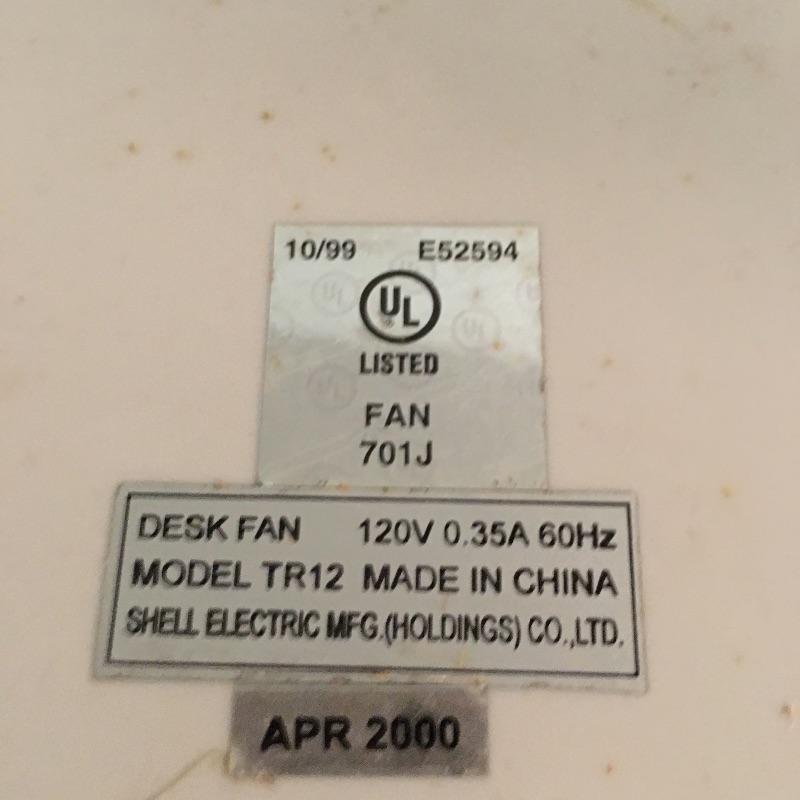 10/99 E52594
UL
LISTED
FAN
701J
DESK FAN 120V 0.35A 60Hz
MODEL TR12 MADE IN CHINA
SHELL ELECTRIC MFG.(HOLDINGS) CO.,LTD.
APR 2000